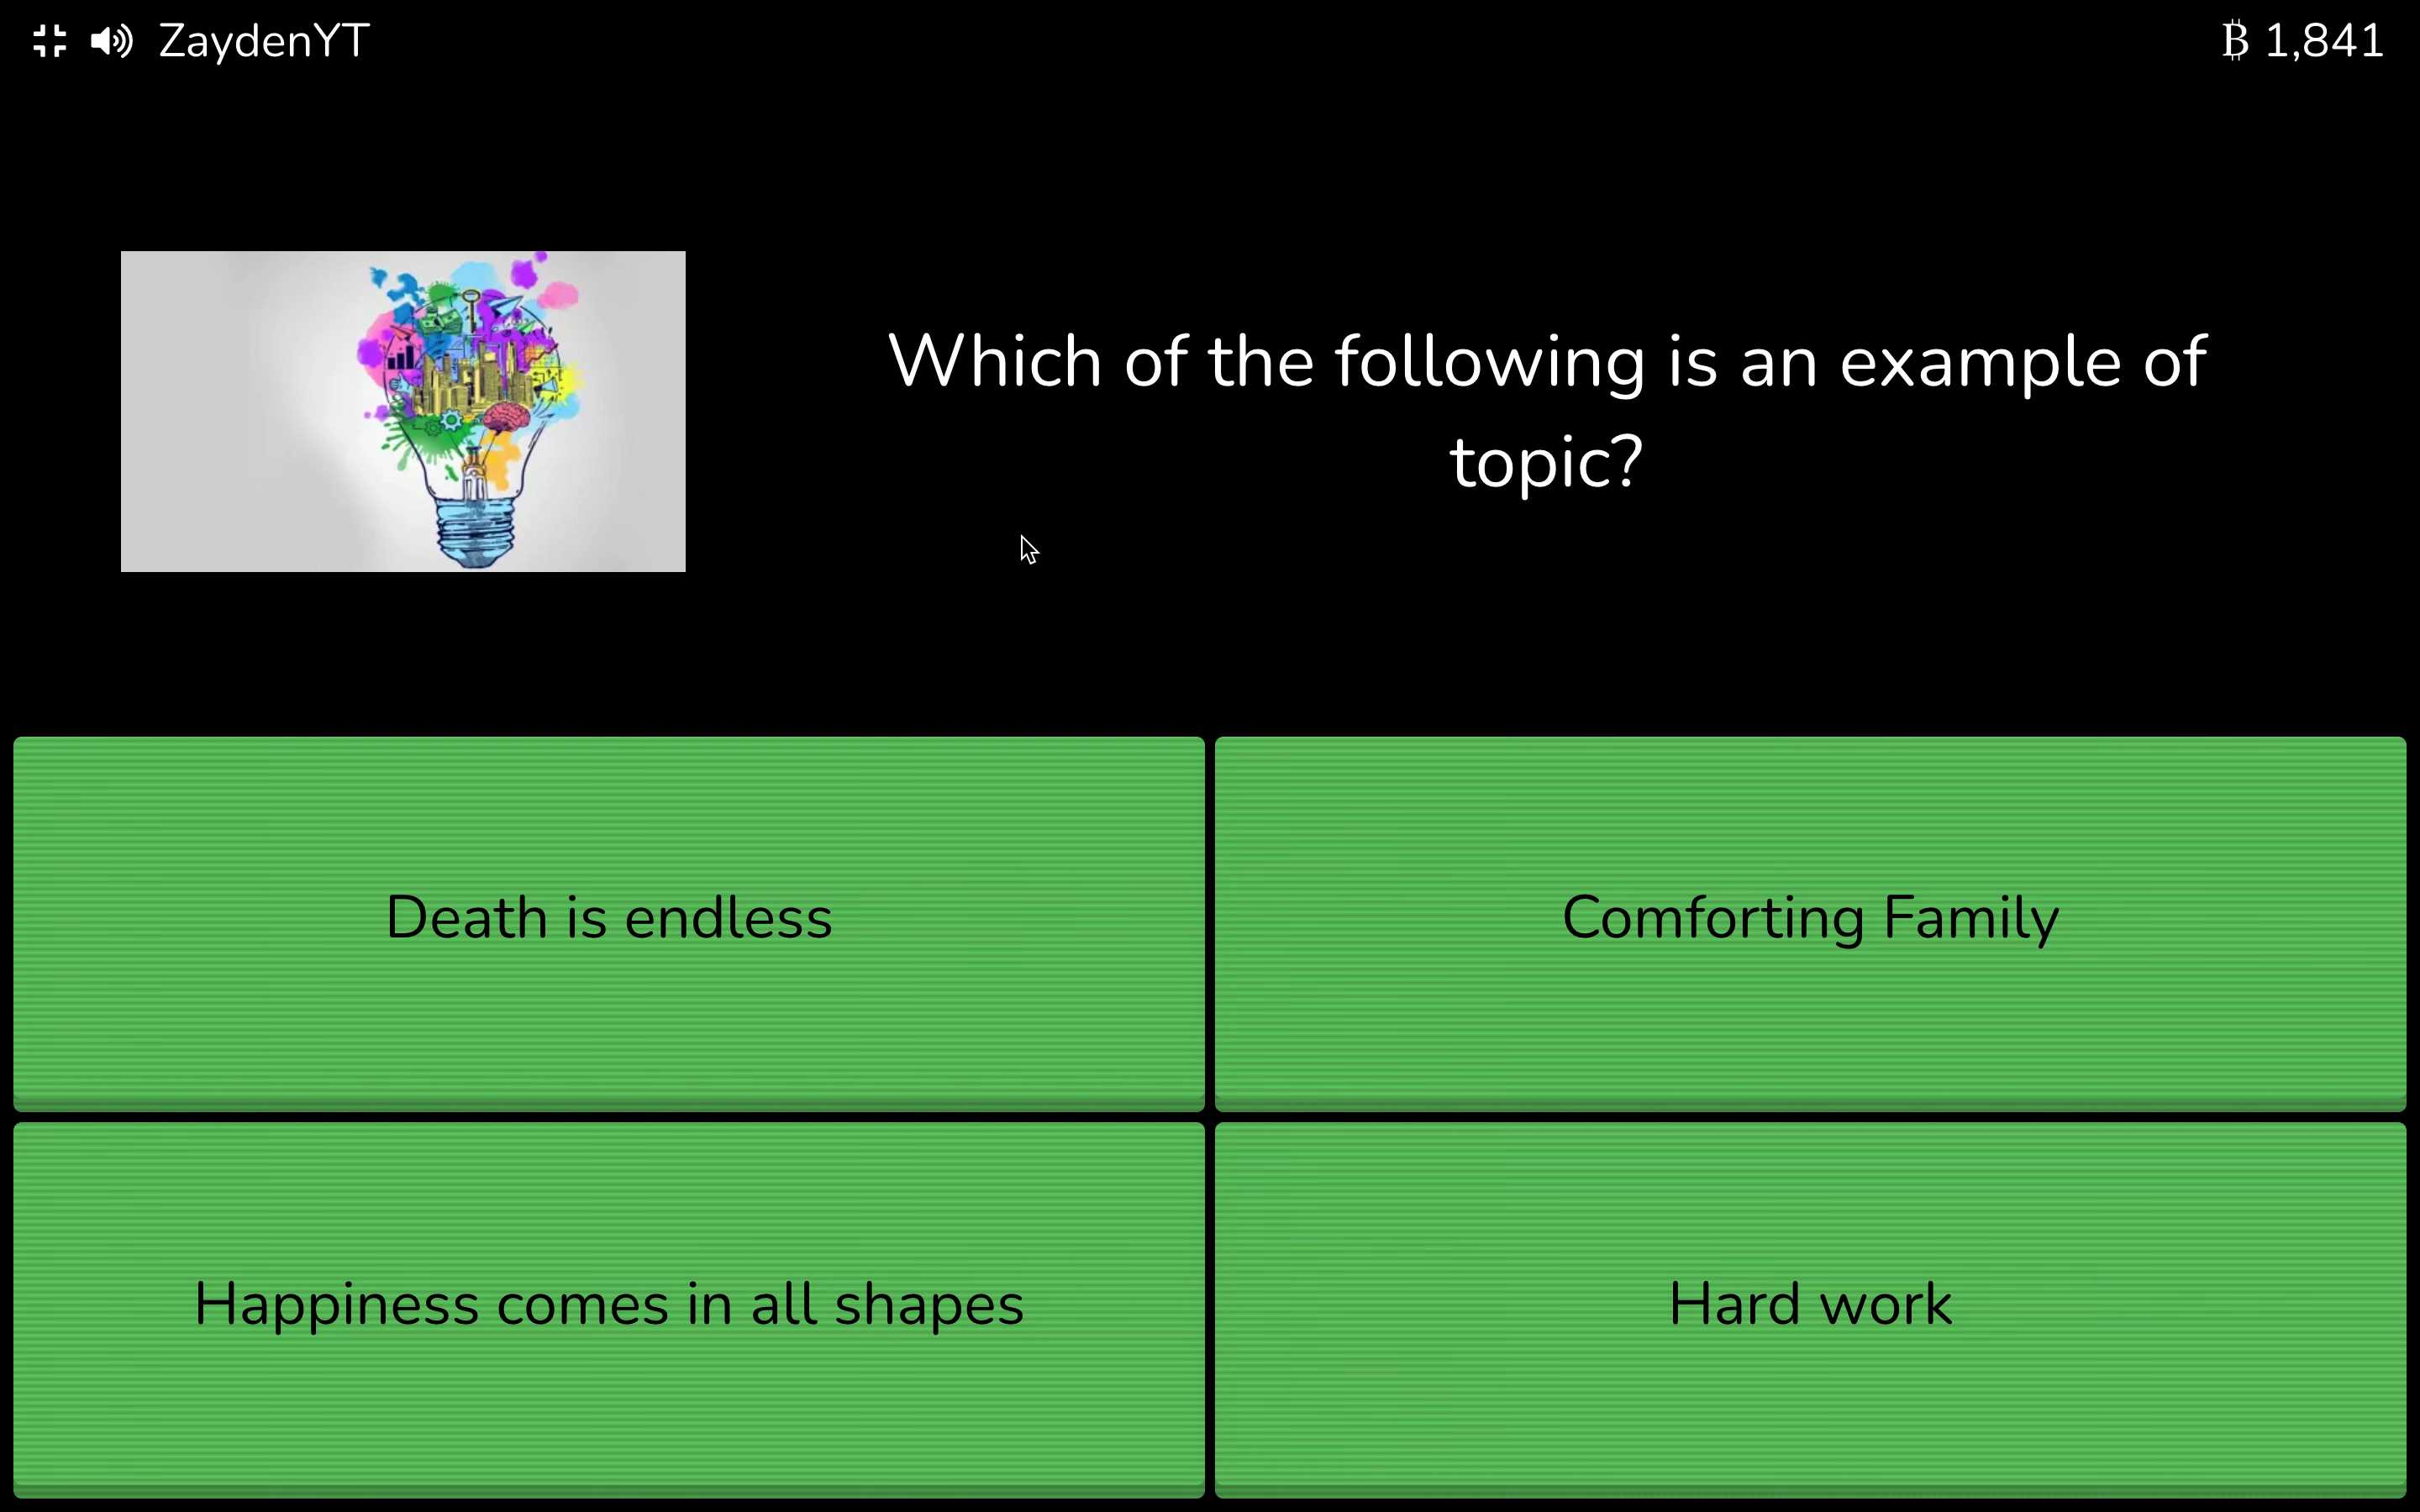 ZaydenYT
₿ 1,841
Which of the following is an example of
topic?
Death is endless
Comforting Family
Happiness comes in all shapes
Hard work